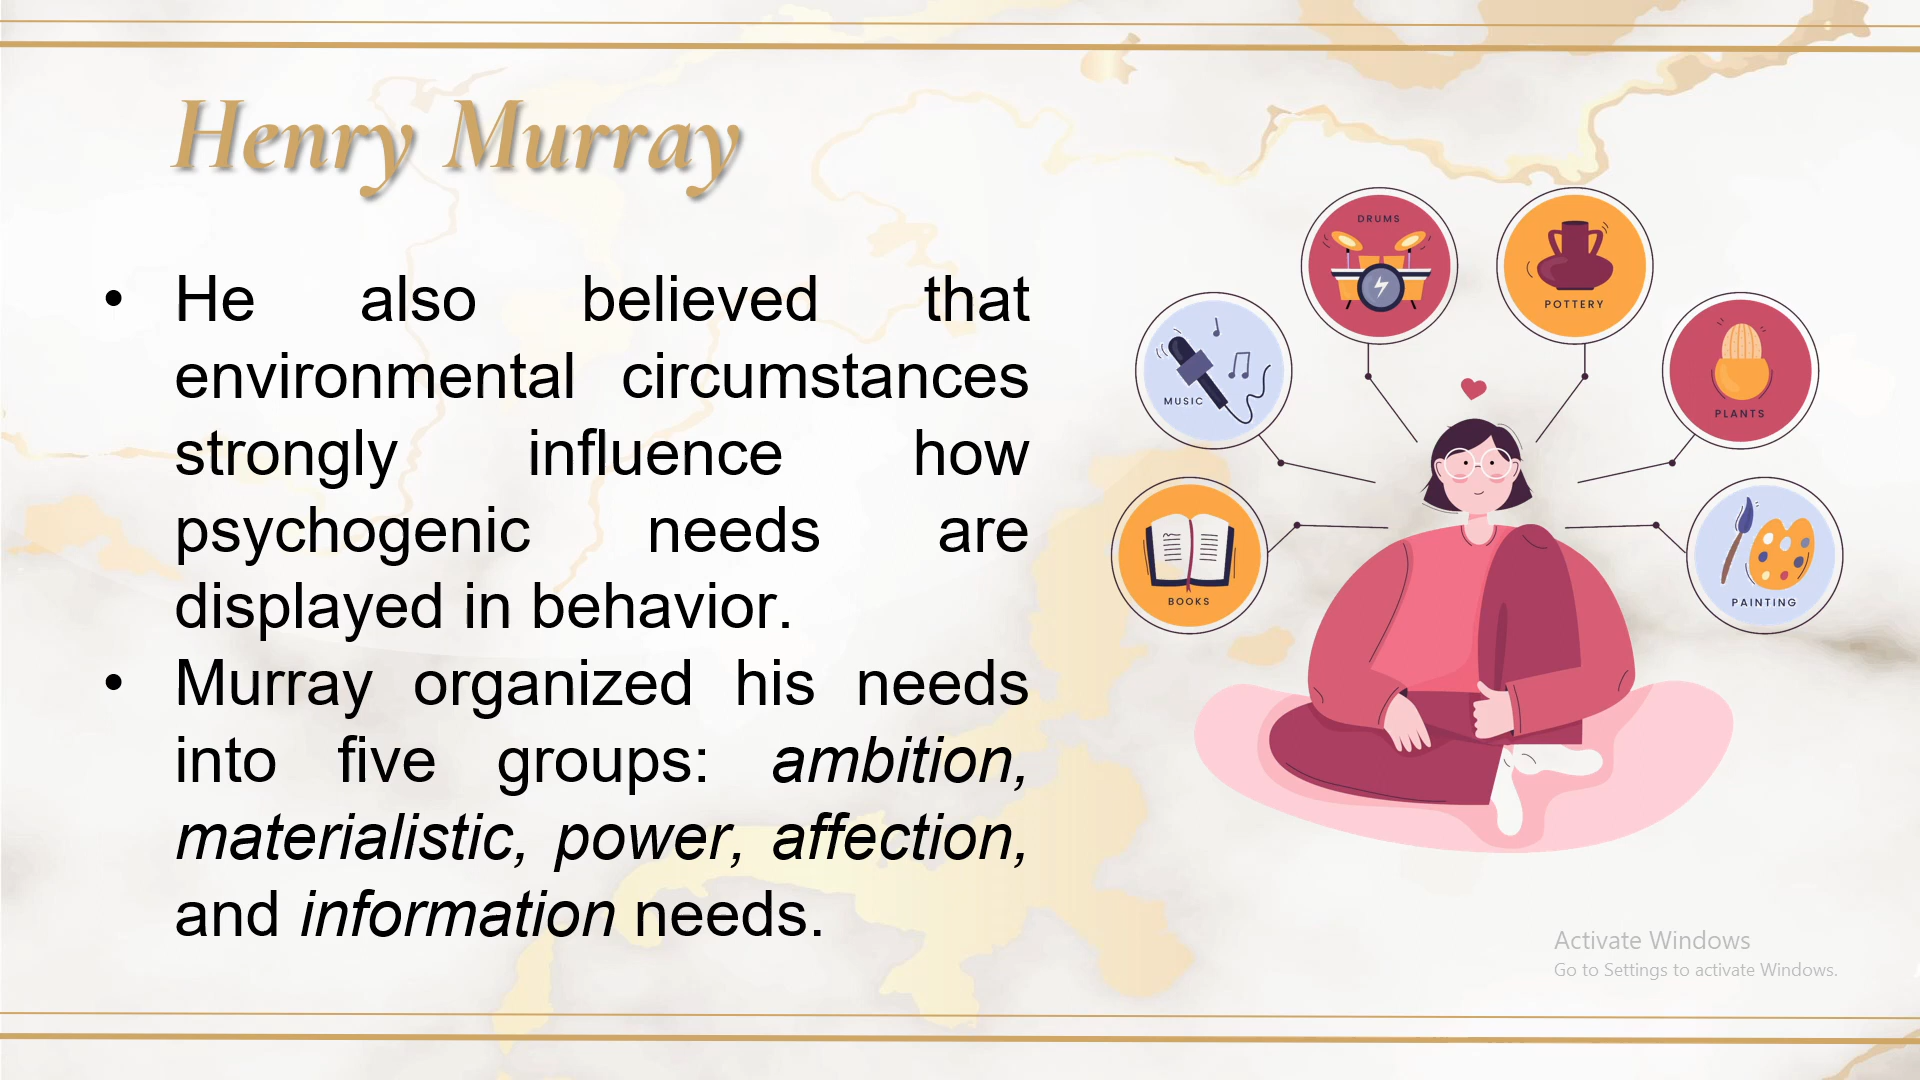 Henry Murray
• He also believed that
environmental circumstances
strongly influence how
psychogenic needs are
displayed in behavior.
• Murray organized his needs
into five groups: ambition,
materialistic, power, affection,
and information needs.
DRUMS
POTTERY
MUSIC
PLANTS
BOOKS
PAINTING
Activate Windows
Go to Settings to activate Windows.